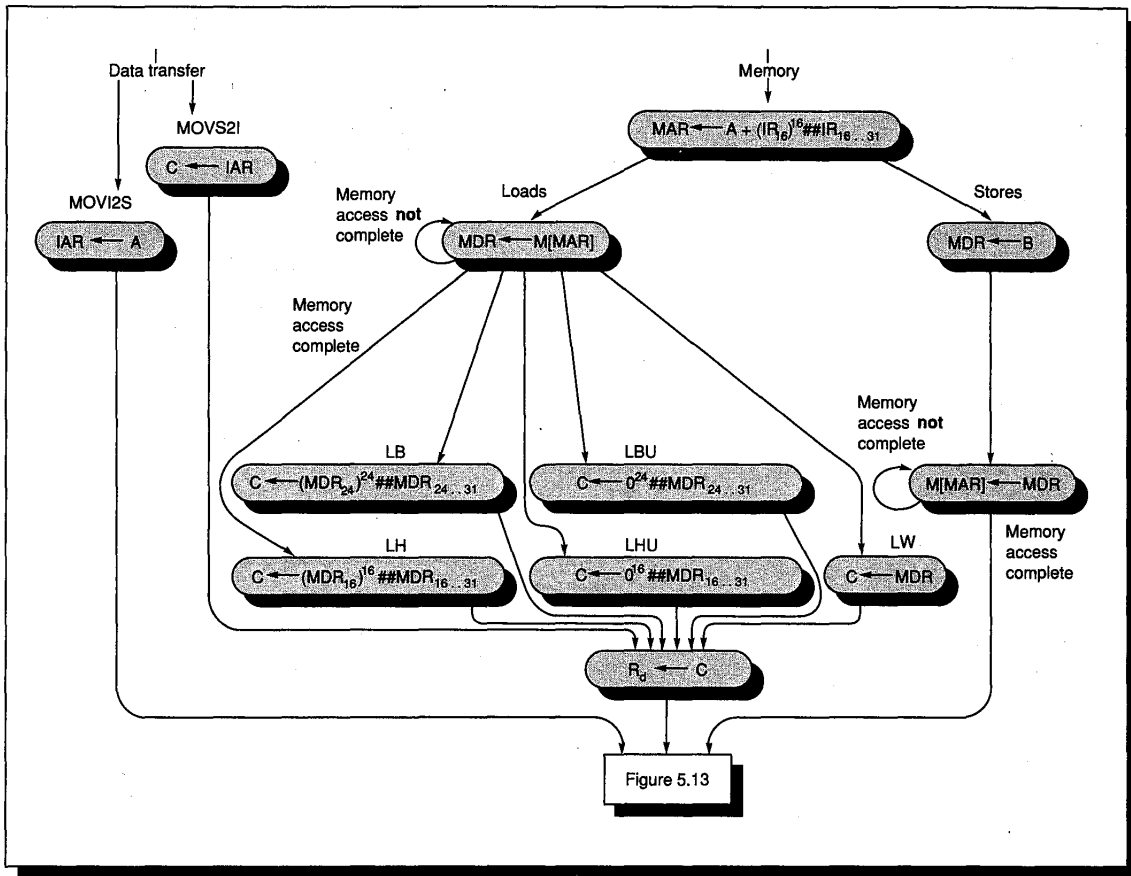 Data transfer
Memory
MOVS2I
MAR ← A + (IR₁₆)¹⁶##IR₁₆..₃₁
C ← IAR
Memory
access not
complete
Loads
Stores
MOVI2S
IAR ← A
MDR ← M[MAR]
MDR ← B
Memory
access
complete
Memory
access not
complete
LB
LBU
C ← (MDR₂₄)²⁴##MDR₂₄..₃₁
C ← 0²⁴##MDR₂₄..₃₁
M[MAR] ← MDR
Memory
access
complete
LH
LHU
LW
C ← (MDR₁₆)¹⁶##MDR₁₆..₃₁
C ← 0¹⁶##MDR₁₆..₃₁
C ← MDR
R_d ← C
Figure 5.13